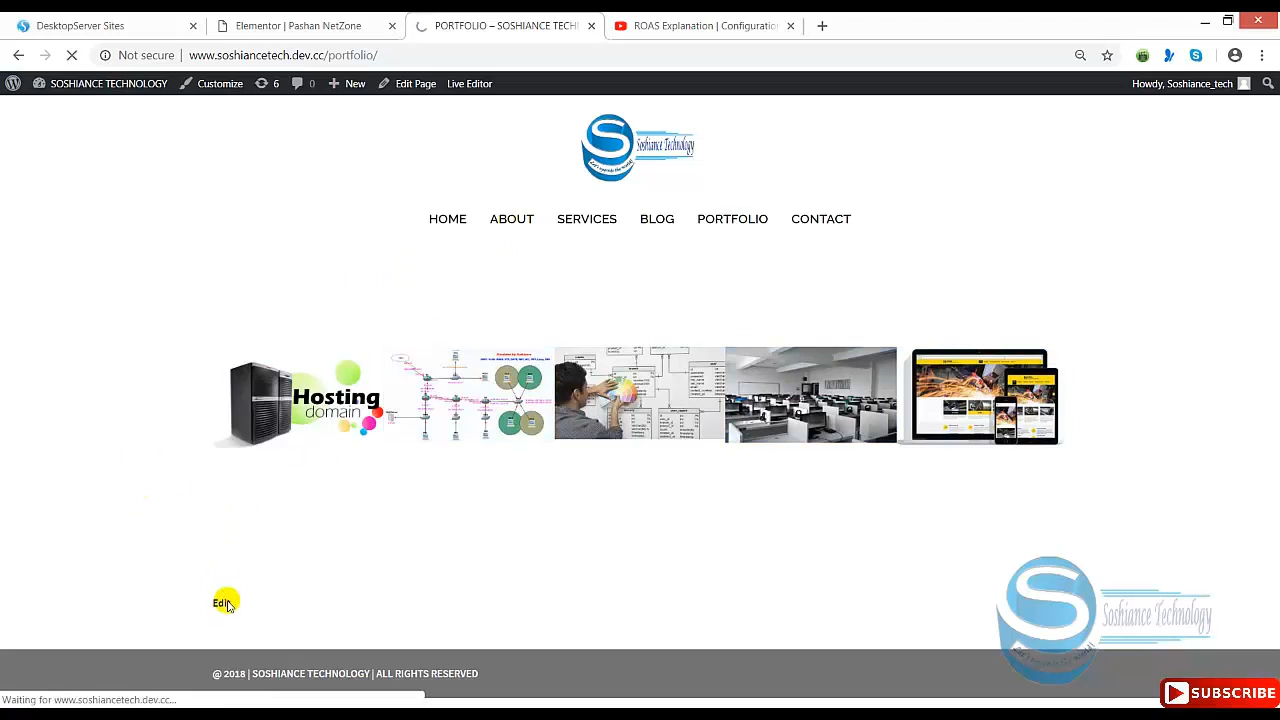 DesktopServer Sites
Elementor | Pashan NetZone
PORTFOLIO – SOSHIANCE TECH
ROAS Explanation | Configuration
Not secure
www.soshiancetech.dev.cc/portfolio/
SOSHIANCE TECHNOLOGY
Customize
6
0
New
Edit Page
Live Editor
Howdy, Soshiance_tech
S
Soshiance Technology
HOME
ABOUT
SERVICES
BLOG
PORTFOLIO
CONTACT
Hosting
domain
Edit
S
Soshiance Technology
@ 2018 | SOSHIANCE TECHNOLOGY | ALL RIGHTS RESERVED
SUBSCRIBE
Waiting for www.soshiancetech.dev.cc...